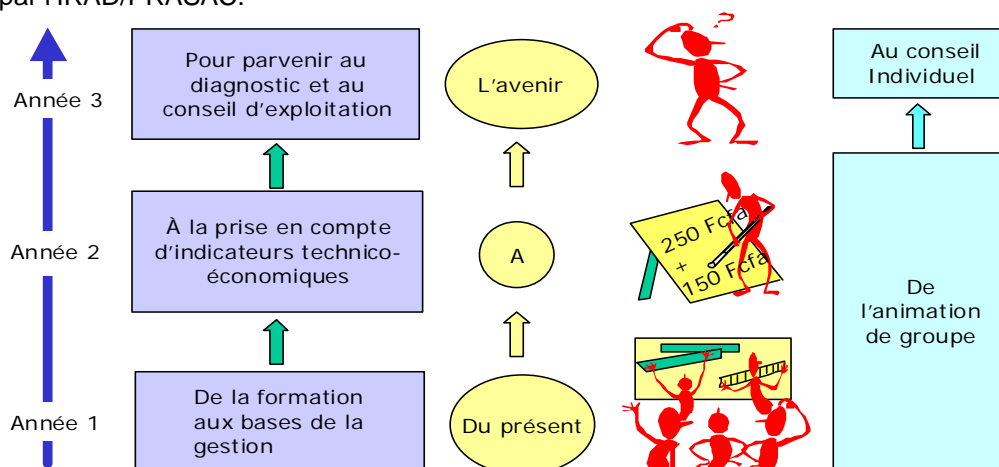 par l'IRAD/PRASAC.
Année 3
Pour parvenir au
diagnostic et au
conseil d'exploitation
L'avenir
?
Au conseil
Individuel
Année 2
À la prise en compte
d'indicateurs technico-
économiques
A
250 Fcfa
+
150 Fcfa
De
l'animation
de groupe
Année 1
De la formation
aux bases de la
gestion
Du présent